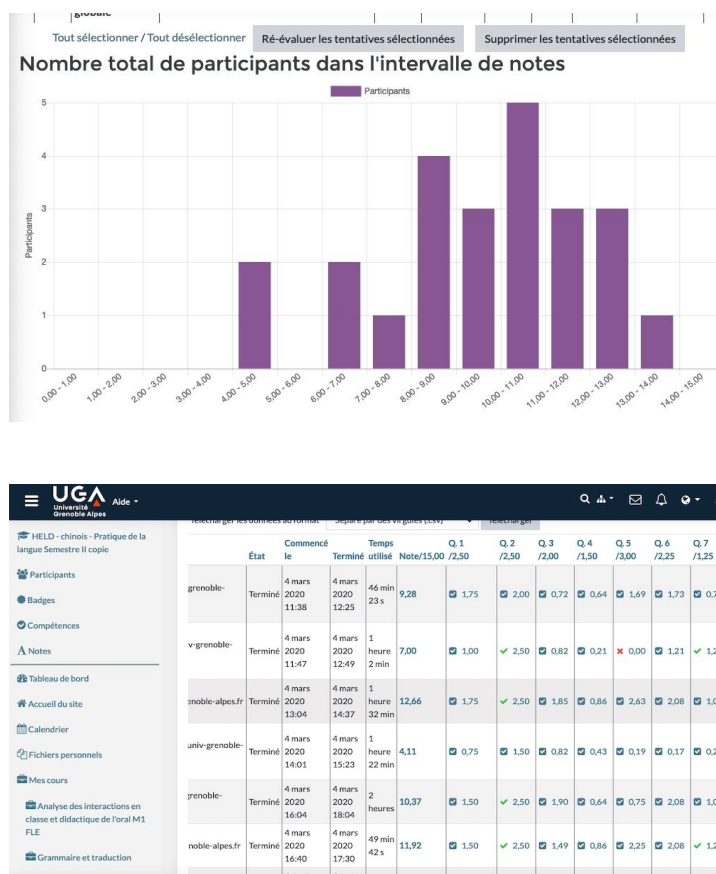 globale
Tout sélectionner / Tout désélectionner Ré-évaluer les tentatives sélectionnées Supprimer les tentatives sélectionnées
Nombre total de participants dans l'intervalle de notes
Participants
5
4
3
2
1
0
Participants
0,00 - 1,00 1,00 - 2,00 2,00 - 3,00 3,00 - 4,00 4,00 - 5,00 5,00 - 6,00 6,00 - 7,00 7,00 - 8,00 8,00 - 9,00 9,00 - 10,00 10,00 - 11,00 11,00 - 12,00 12,00 - 13,00 13,00 - 14,00 14,00 - 15,00
UGA
Université
Grenoble Alpes
Aide
Télécharger les données au format Séparé par des virgules (.csv) Télécharger
HELD - chinois - Pratique de la
langue Semestre II copie
Participants
Badges
Compétences
Notes
Tableau de bord
Accueil du site
Calendrier
Fichiers personnels
Mes cours
Analyse des interactions en
classe et didactique de l'oral M1
FLE
Grammaire et traduction
Commencé Temps Q. 1 Q. 2 Q. 3 Q. 4 Q. 5 Q. 6 Q. 7
État le Terminé utilisé Note/15,00 /2,50 /2,50 /2,00 /1,50 /3,00 /2,25 /1,25
4 mars 4 mars
46 min
grenoble- Terminé 2020 2020 9,28 1,75 2,00 0,72 0,64 1,69 1,73
23 s
11:38 12:25
4 mars 4 mars 1
v-grenoble- Terminé 2020 2020 heure 7,00 1,00 2,50 0,82 0,21 0,00 1,21
11:47 12:49 2 min
4 mars 4 mars 1
enoble-alpes.fr Terminé 2020 2020 heure 12,66 1,75 2,50 1,85 0,86 2,63 2,08
13:04 14:37 32 min
4 mars 4 mars 1
univ-grenoble- Terminé 2020 2020 heure 4,11 0,75 1,50 0,82 0,43 0,19 0,17
14:01 15:23 22 min
4 mars 4 mars 2
grenoble- Terminé 2020 2020 heures 10,37 1,50 2,50 1,90 0,64 0,75 2,08
16:04 18:04
4 mars 4 mars
49 min
noble-alpes.fr Terminé 2020 2020 11,92 1,50 2,50 1,49 0,86 2,25 2,08
42 s
16:40 17:30